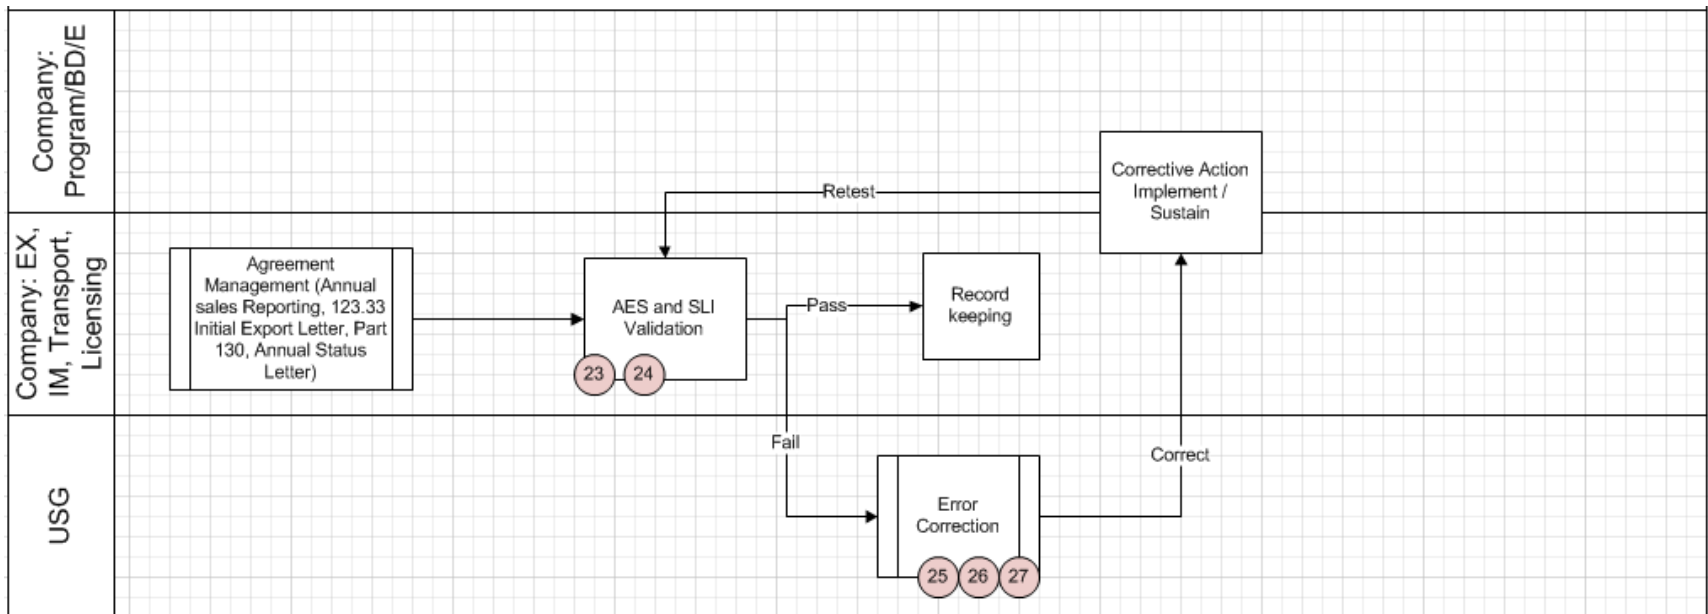 Company:
Program/BD/E
Retest
Corrective Action
Implement /
Sustain
Company: EX,
IM, Transport,
Licensing
Agreement
Management (Annual
sales Reporting, 123.33
Initial Export Letter, Part
130, Annual Status
Letter)
AES and SLI
Validation
23
24
Pass
Record
keeping
USG
Fail
Error
Correction
25
26
27
Correct